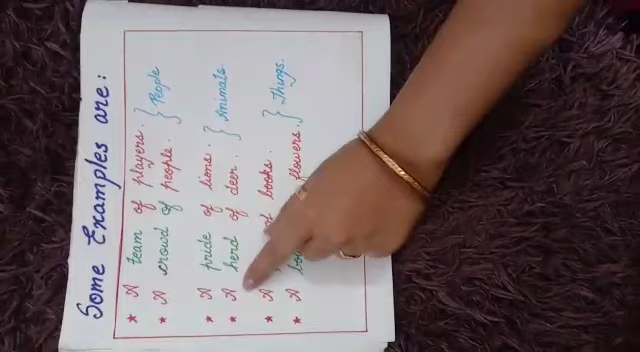 Some Examples are:
* A team of players. } People
* A crowd of people.
* A pride of lions. } Animals
* A herd of deer.
* A of books. } Things.
* A flowers.